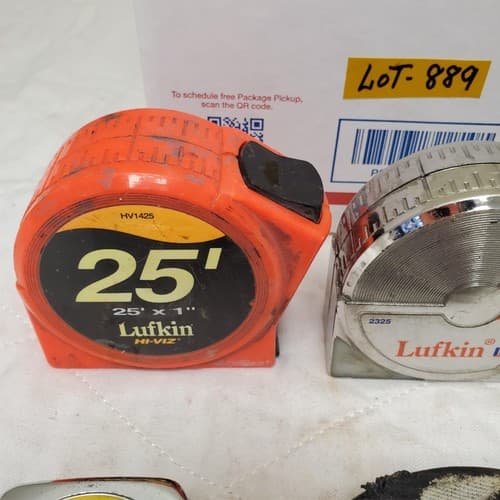 LOT-889
To schedule free Package Pickup,
scan the QR code.
HV1425
25'
25' x 1"
Lufkin
HI-VIZ®
2325
Lufkin®